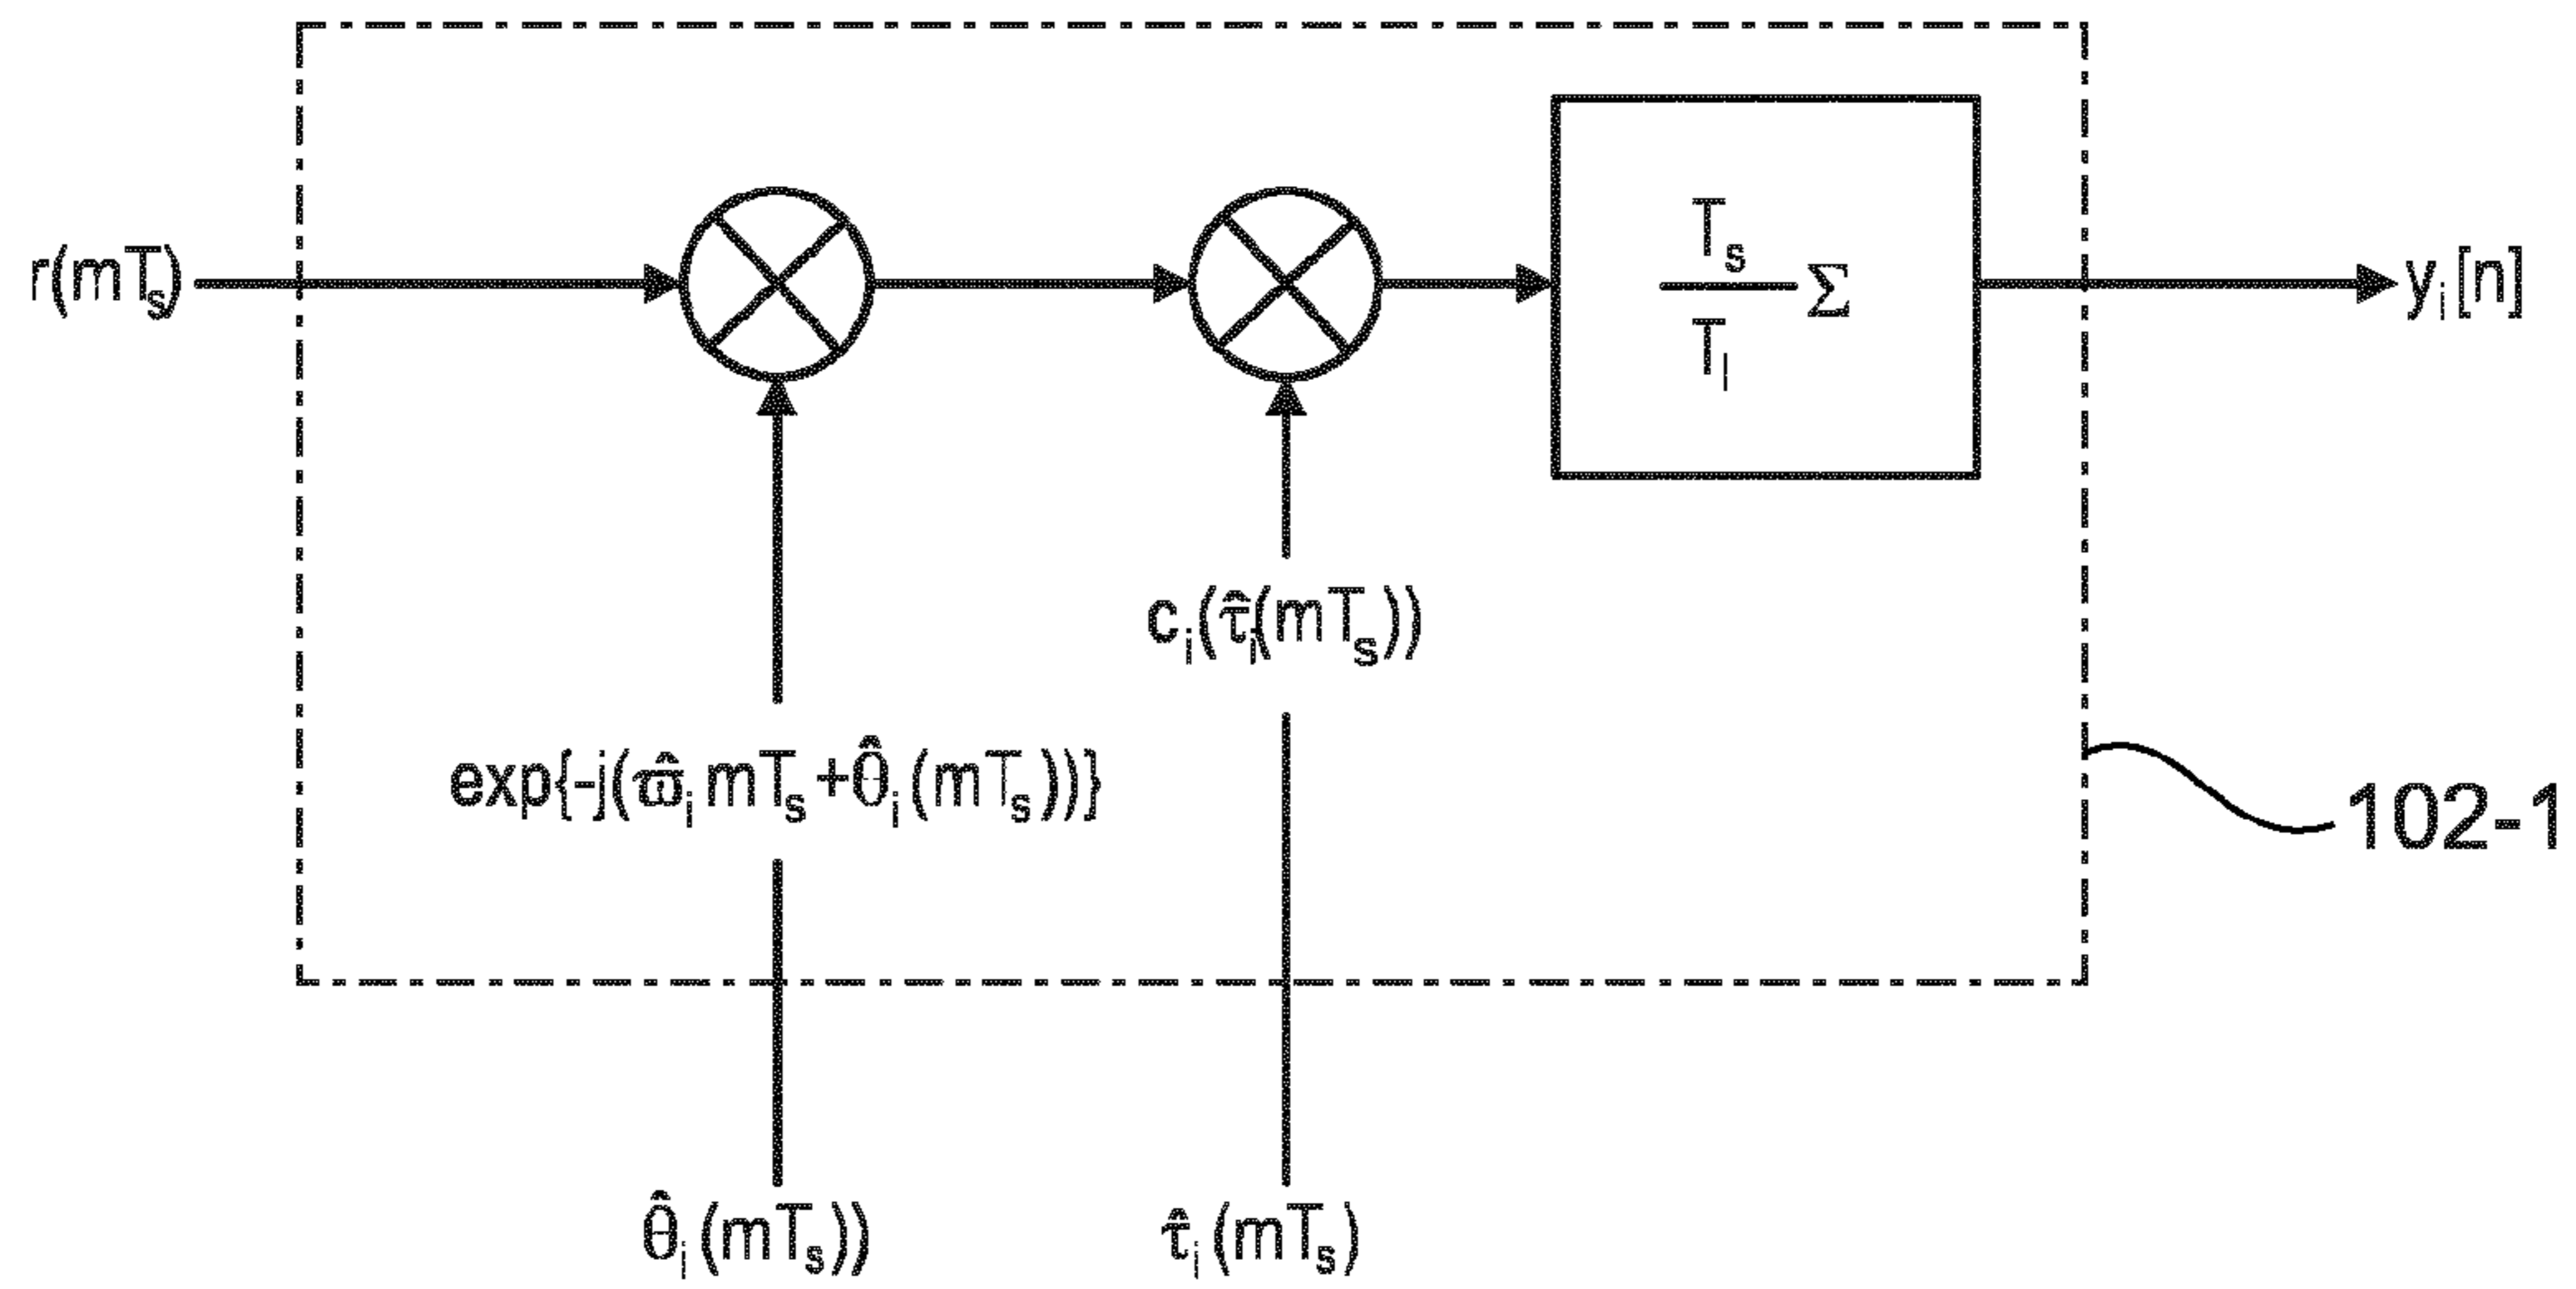 r(mTs)
Ts
Σ
TI
yi[n]
ci(τ̂i(mTs))
exp{-j(ϖ̂i mTs+θ̂i(mTs))}
102-1
θ̂i(mTs))
τ̂i(mTs)